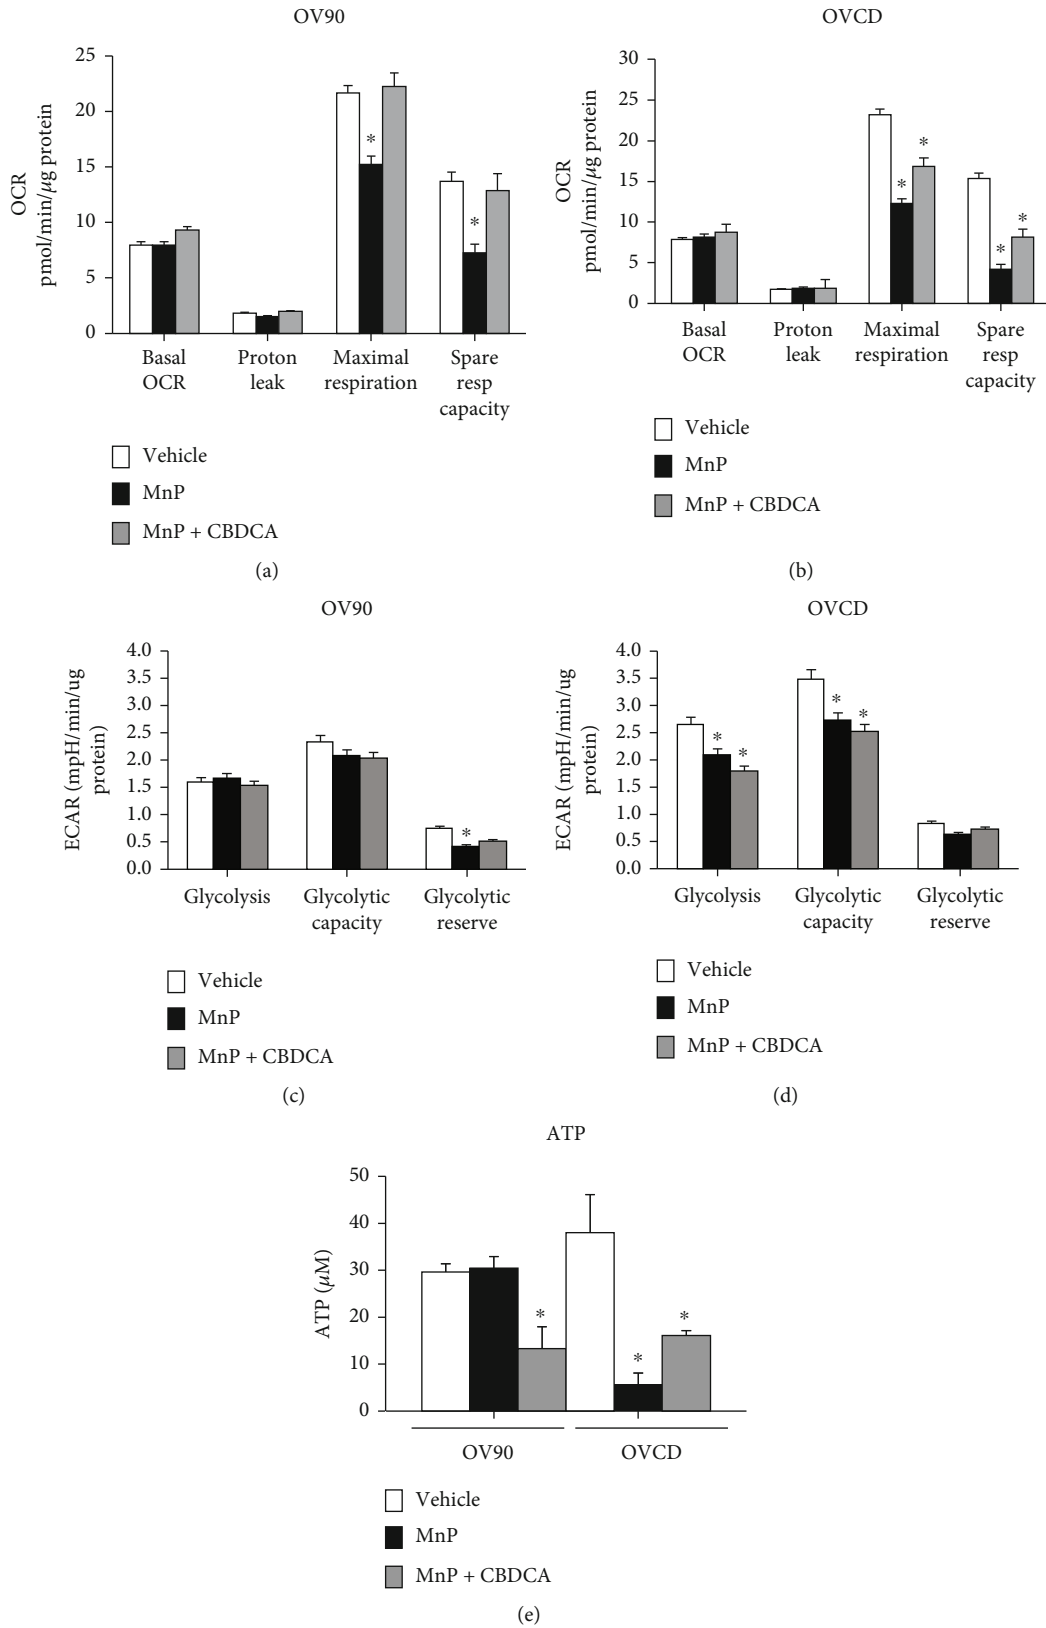 OV90
OCR
pmol/min/μg protein
25
20
15
10
5
0
*
*
Basal
OCR
Proton
leak
Maximal
respiration
Spare
resp
capacity
Vehicle
MnP
MnP + CBDCA
(a)
OVCD
OCR
pmol/min/μg protein
30
25
20
15
10
5
0
*
*
*
*
Basal
OCR
Proton
leak
Maximal
respiration
Spare
resp
capacity
Vehicle
MnP
MnP + CBDCA
(b)
OV90
ECAR (mpH/min/ug
protein)
4.0
3.5
3.0
2.5
2.0
1.5
1.0
0.5
0.0
*
Glycolysis
Glycolytic
capacity
Glycolytic
reserve
Vehicle
MnP
MnP + CBDCA
(c)
OVCD
ECAR (mpH/min/ug
protein)
4.0
3.5
3.0
2.5
2.0
1.5
1.0
0.5
0.0
*
*
*
*
Glycolysis
Glycolytic
capacity
Glycolytic
reserve
Vehicle
MnP
MnP + CBDCA
(d)
ATP
ATP (μM)
50
40
30
20
10
0
*
*
*
OV90
OVCD
Vehicle
MnP
MnP + CBDCA
(e)